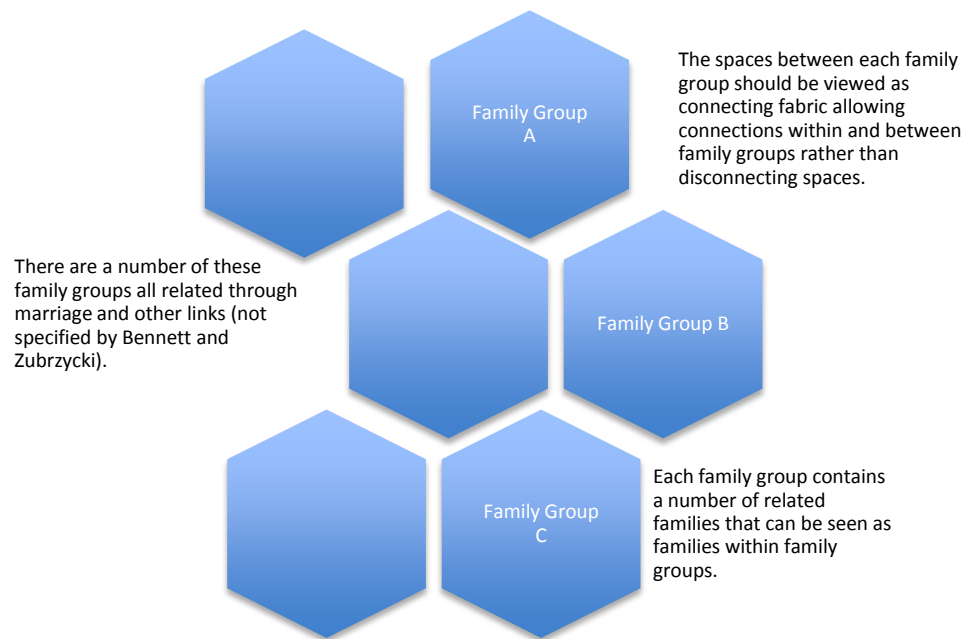 Family Group
A
The spaces between each family
group should be viewed as
connecting fabric allowing
connections within and between
family groups rather than
disconnecting spaces.
There are a number of these
family groups all related through
marriage and other links (not
specified by Bennett and
Zubrzycki).
Family Group B
Family Group
C
Each family group contains
a number of related
families that can be seen as
families within family
groups.